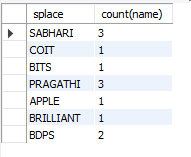 splace count(name)
SABHARI 3
COIT 1
BITS 1
PRAGATHI 3
APPLE 1
BRILLIANT 1
BDPS 2